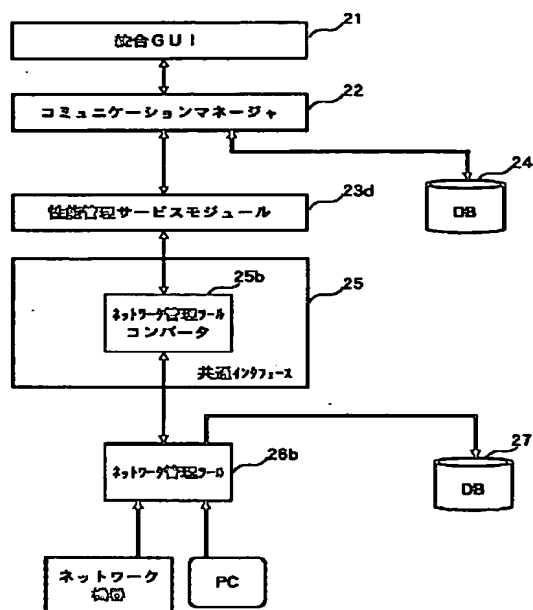 21
統合GUI
22
コミュニケーションマネージャ
24
DB
23d
性能管理サービスモジュール
25b
25
ネットワーク管理ツール
コンバータ
共通インタフェース
26b
ネットワーク管理ツール
27
DB
ネットワーク
機器
PC